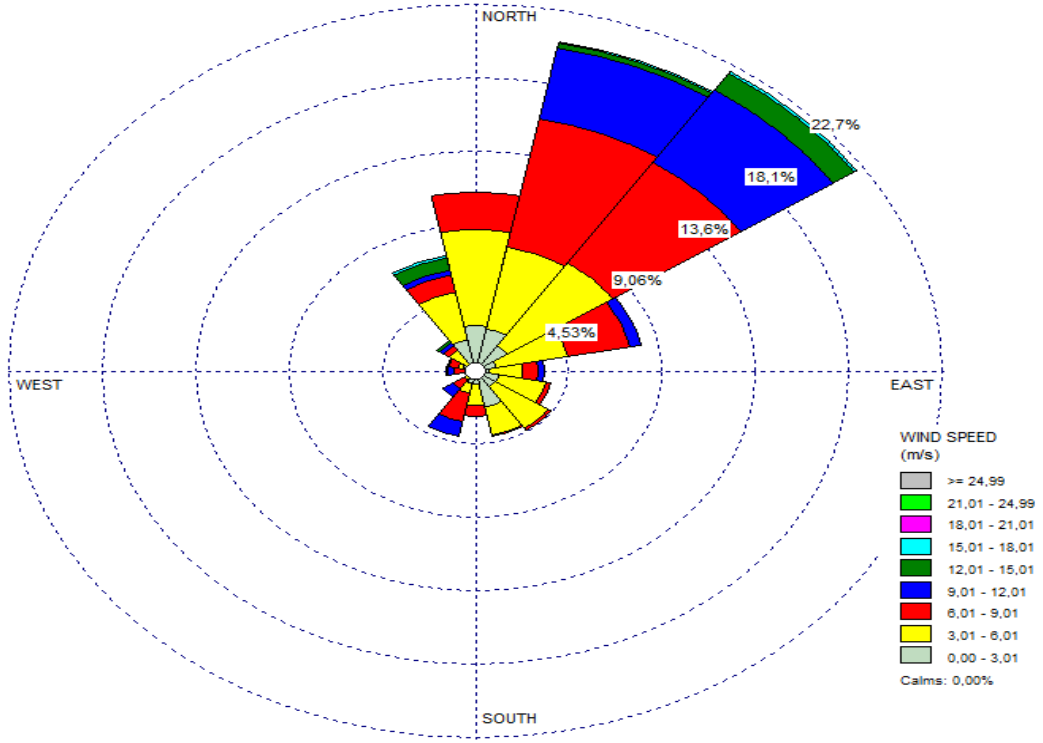 NORTH
22,7%
18,1%
13,6%
9,06%
4,53%
WEST
EAST
WIND SPEED
(m/s)
>= 24,99
21,01 - 24,99
18,01 - 21,01
15,01 - 18,01
12,01 - 15,01
9,01 - 12,01
6,01 - 9,01
3,01 - 6,01
0,00 - 3,01
Calms: 0,00%
SOUTH